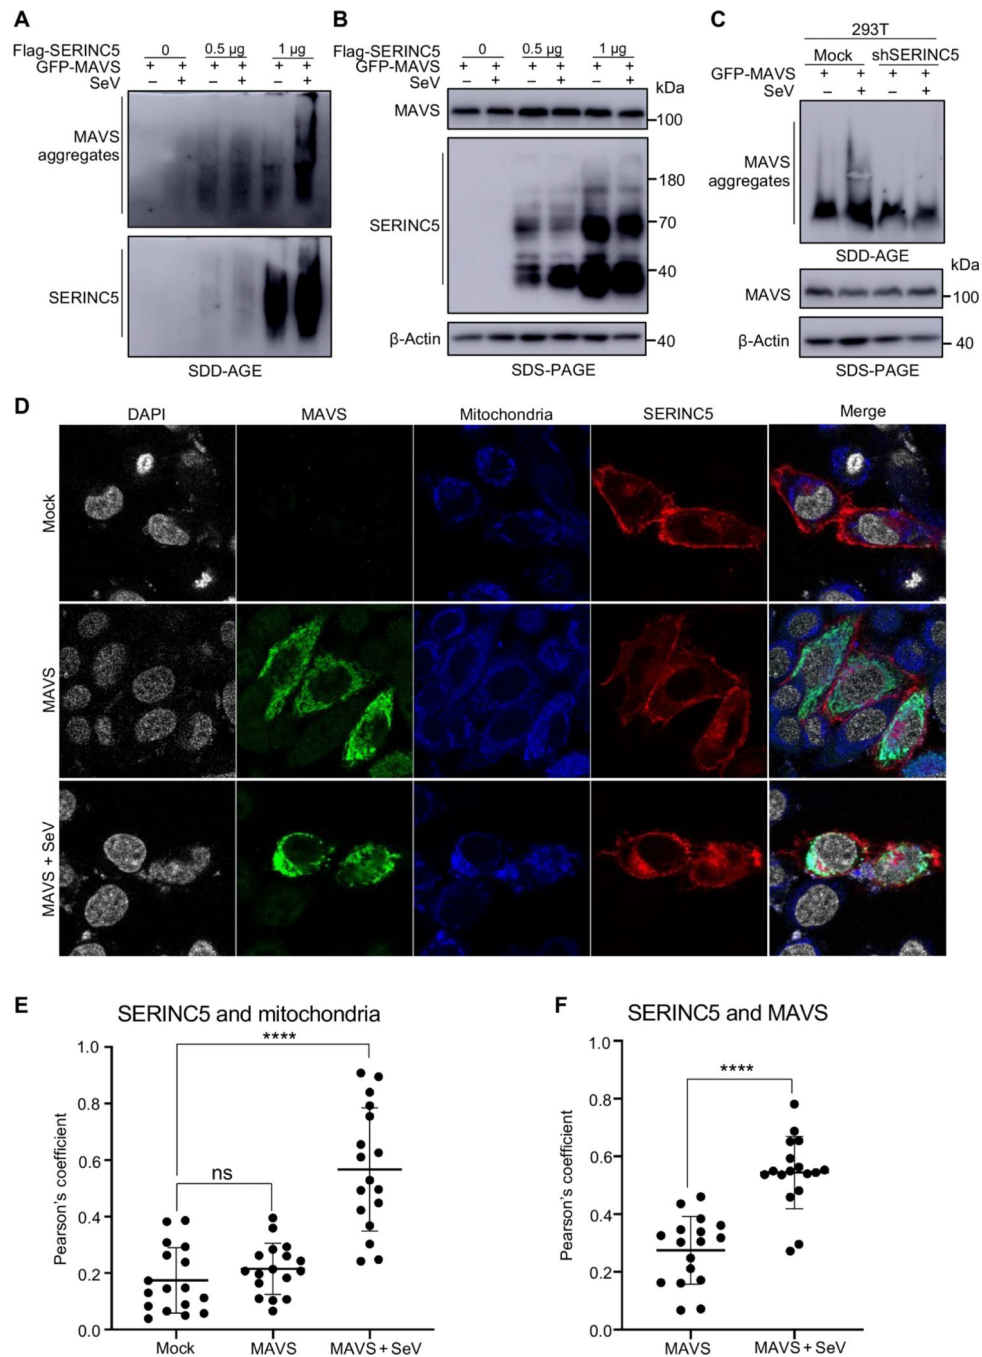 A
Flag-SERINC5 0 0.5 µg 1 µg
GFP-MAVS + + + + + +
SeV − + − + − +
MAVS
aggregates
SERINC5
SDD-AGE
B
Flag-SERINC5 0 0.5 µg 1 µg
GFP-MAVS + + + + + +
SeV − + − + − +
kDa
MAVS
100
180
SERINC5
70
40
β-Actin
40
SDS-PAGE
C
293T
Mock shSERINC5
GFP-MAVS + + + +
SeV − + − +
MAVS
aggregates
SDD-AGE
kDa
MAVS
100
β-Actin
40
SDS-PAGE
D
DAPI MAVS Mitochondria SERINC5 Merge
Mock
MAVS
MAVS + SeV
E
SERINC5 and mitochondria
****
ns
Pearson's coefficient
1.0
0.8
0.6
0.4
0.2
0.0
Mock MAVS MAVS + SeV
F
SERINC5 and MAVS
****
Pearson's coefficient
1.0
0.8
0.6
0.4
0.2
0.0
MAVS MAVS + SeV